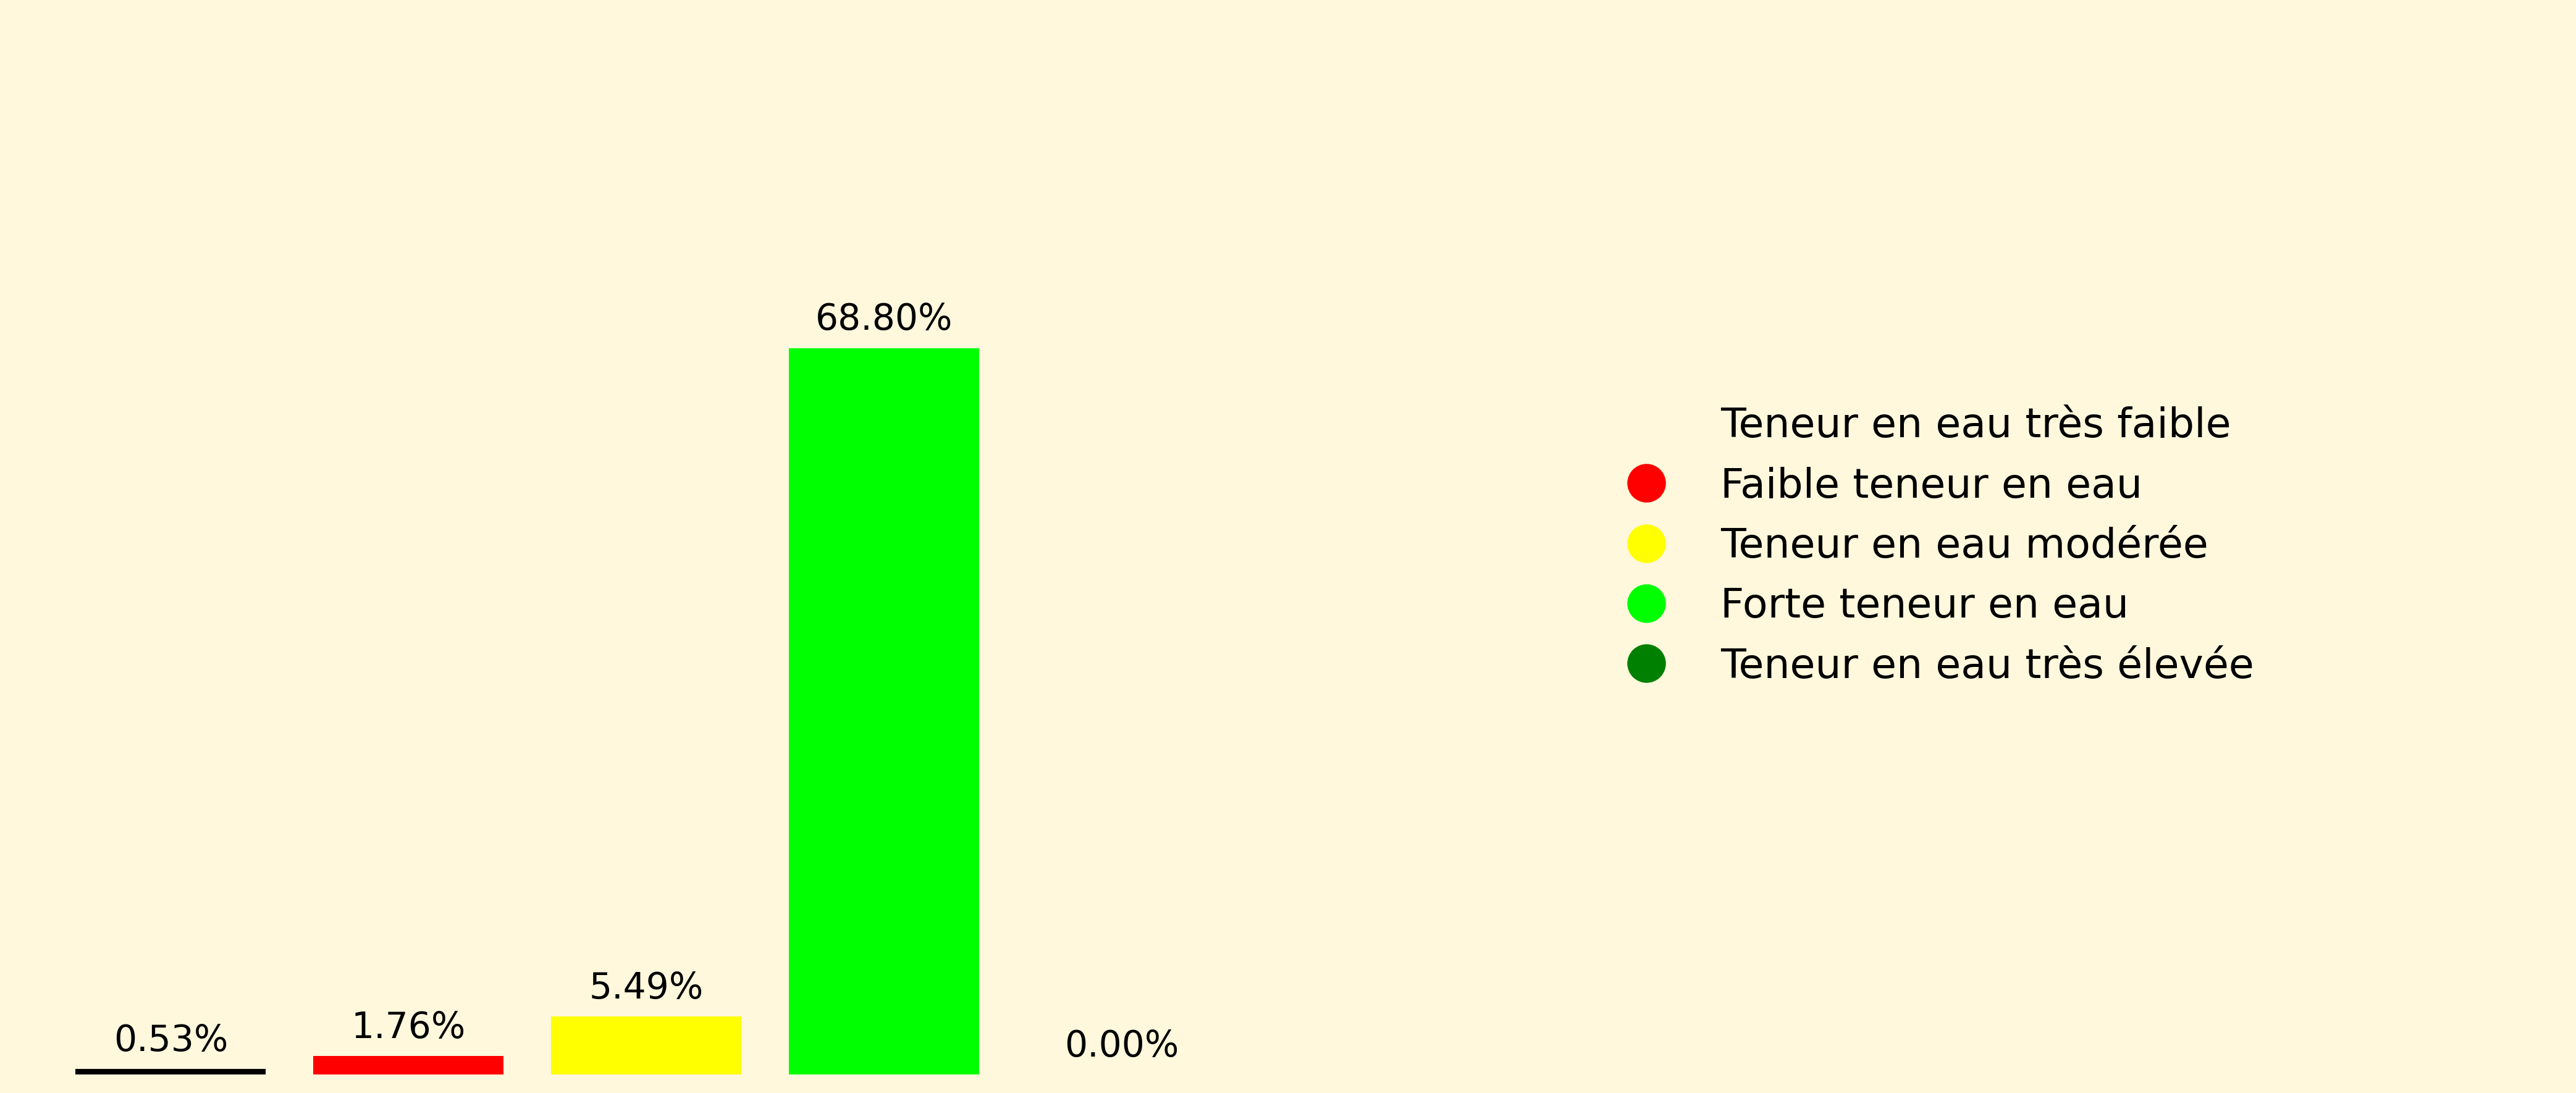 68.80%
5.49%
1.76%
0.53%
0.00%
Teneur en eau très faible
Faible teneur en eau
Teneur en eau modérée
Forte teneur en eau
Teneur en eau très élevée